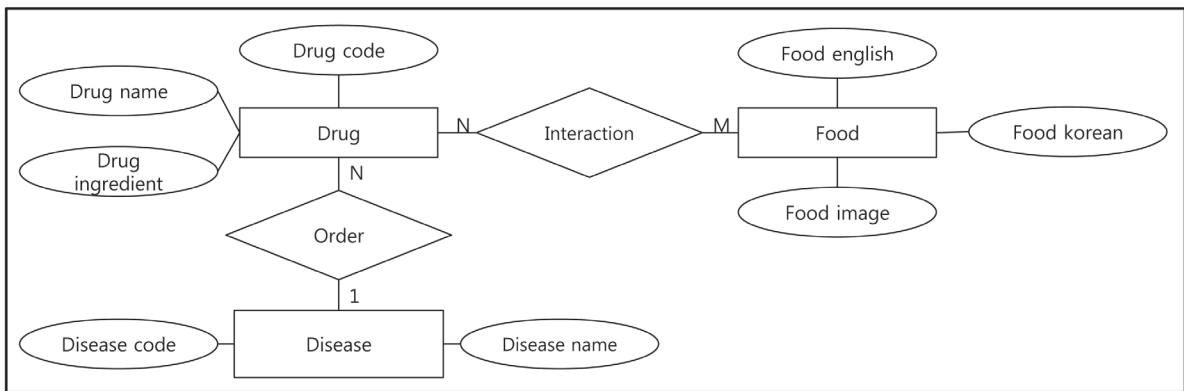 Drug code
Food english
Drug name
Drug
N
Interaction
M
Food
Food korean
Drug
ingredient
N
Food image
Order
1
Disease code
Disease
Disease name